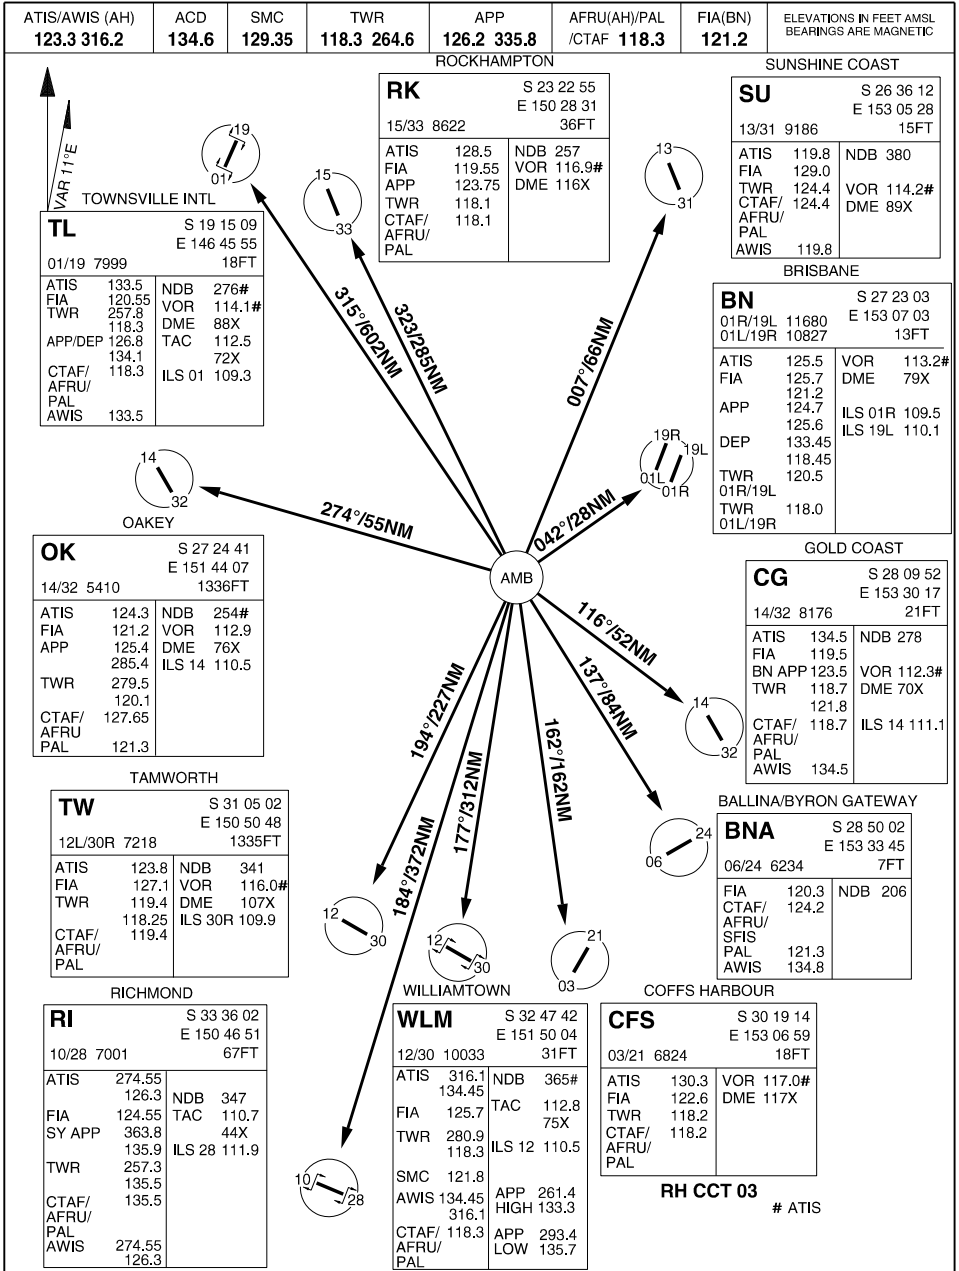 ATIS/AWIS (AH)
123.3 316.2
ACD
134.6
SMC
129.35
TWR
118.3 264.6
APP
126.2 335.8
AFRU(AH)/PAL
/CTAF 118.3
FIA(BN)
121.2
ELEVATIONS IN FEET AMSL
BEARINGS ARE MAGNETIC
VAR 11°E
19
01
15
33
13
31
ROCKHAMPTON
RK
S 23 22 55
E 150 28 31
15/33 8622 36FT
ATIS 128.5
FIA 119.55
APP 123.75
TWR 118.1
CTAF/ 118.1
AFRU/
PAL
NDB 257
VOR 116.9#
DME 116X
SUNSHINE COAST
SU
S 26 36 12
E 153 05 28
13/31 9186 15FT
ATIS 119.8
FIA 129.0
TWR 124.4
CTAF/ 124.4
AFRU/
PAL
AWIS 119.8
NDB 380
VOR 114.2#
DME 89X
TOWNSVILLE INTL
TL
S 19 15 09
E 146 45 55
01/19 7999 18FT
ATIS 133.5
FIA 120.55
TWR 257.8
118.3
APP/DEP 126.8
134.1
CTAF/ 118.3
AFRU/
PAL
AWIS 133.5
NDB 276#
VOR 114.1#
DME 88X
TAC 112.5
72X
ILS 01 109.3
315°/602NM
323/285NM
007°/66NM
BRISBANE
BN
S 27 23 03
E 153 07 03
01R/19L 11680
01L/19R 10827 13FT
ATIS 125.5
FIA 125.7
121.2
APP 124.7
125.6
DEP 133.45
118.45
TWR 120.5
01R/19L
TWR 118.0
01L/19R
VOR 113.2#
DME 79X
ILS 01R 109.5
ILS 19L 110.1
19R
19L
01L
01R
14
32
274°/55NM
042°/28NM
AMB
OAKEY
OK
S 27 24 41
E 151 44 07
14/32 5410 1336FT
ATIS 124.3
FIA 121.2
APP 125.4
285.4
TWR 279.5
120.1
CTAF/ 127.65
AFRU
PAL 121.3
NDB 254#
VOR 112.9
DME 76X
ILS 14 110.5
GOLD COAST
CG
S 28 09 52
E 153 30 17
14/32 8176 21FT
ATIS 134.5
FIA 119.5
BN APP 123.5
TWR 118.7
121.8
CTAF/ 118.7
AFRU/
PAL
AWIS 134.5
NDB 278
VOR 112.3#
DME 70X
ILS 14 111.1
116°/52NM
137°/84NM
162°/162NM
177°/312NM
184°/372NM
194°/227NM
14
32
TAMWORTH
TW
S 31 05 02
E 150 50 48
12L/30R 7218 1335FT
ATIS 123.8
FIA 127.1
TWR 119.4
118.25
CTAF/ 119.4
AFRU/
PAL
NDB 341
VOR 116.0#
DME 107X
ILS 30R 109.9
BALLINA/BYRON GATEWAY
BNA
S 28 50 02
E 153 33 45
06/24 6234 7FT
FIA 120.3
CTAF/ 124.2
AFRU/
SFIS
PAL 121.3
AWIS 134.8
NDB 206
24
06
12
30
12
30
21
03
RICHMOND
RI
S 33 36 02
E 150 46 51
10/28 7001 67FT
ATIS 274.55
126.3
FIA 124.55
SY APP 363.8
135.9
TWR 257.3
135.5
CTAF/ 135.5
AFRU/
PAL
AWIS 274.55
126.3
NDB 347
TAC 110.7
44X
ILS 28 111.9
10
28
WILLIAMTOWN
WLM
S 32 47 42
E 151 50 04
12/30 10033 31FT
ATIS 316.1
134.45
FIA 125.7
TWR 280.9
118.3
SMC 121.8
AWIS 134.45
316.1
CTAF/ 118.3
AFRU/
PAL
NDB 365#
TAC 112.8
75X
ILS 12 110.5
APP 261.4
HIGH 133.3
APP 293.4
LOW 135.7
COFFS HARBOUR
CFS
S 30 19 14
E 153 06 59
03/21 6824 18FT
ATIS 130.3
FIA 122.6
TWR 118.2
CTAF/ 118.2
AFRU/
PAL
VOR 117.0#
DME 117X
RH CCT 03
# ATIS